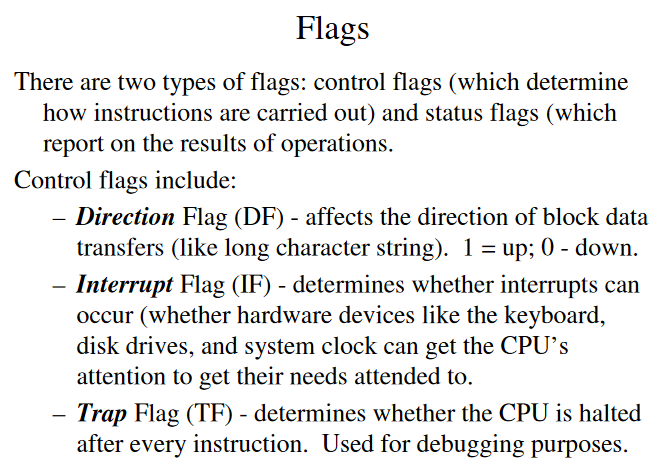 Flags
There are two types of flags: control flags (which determine
how instructions are carried out) and status flags (which
report on the results of operations.
Control flags include:
– Direction Flag (DF) - affects the direction of block data
transfers (like long character string).  1 = up; 0 - down.
– Interrupt Flag (IF) - determines whether interrupts can
occur (whether hardware devices like the keyboard,
disk drives, and system clock can get the CPU’s
attention to get their needs attended to.
– Trap Flag (TF) - determines whether the CPU is halted
after every instruction.  Used for debugging purposes.